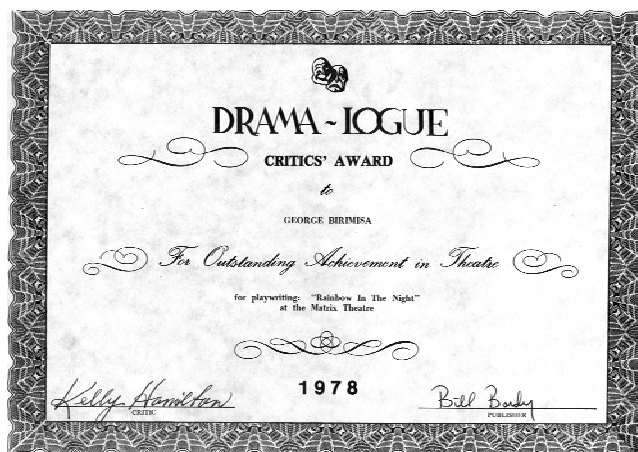 DRAMA~LOGUE
CRITICS' AWARD
to
GEORGE BIRIMISA
For Outstanding Achievement in Theatre
for playwriting: "Rainbow In The Night"
at the Matrix Theatre
1978
Kelly Hamilton
CRITIC
Bill Bordy
PUBLISHER